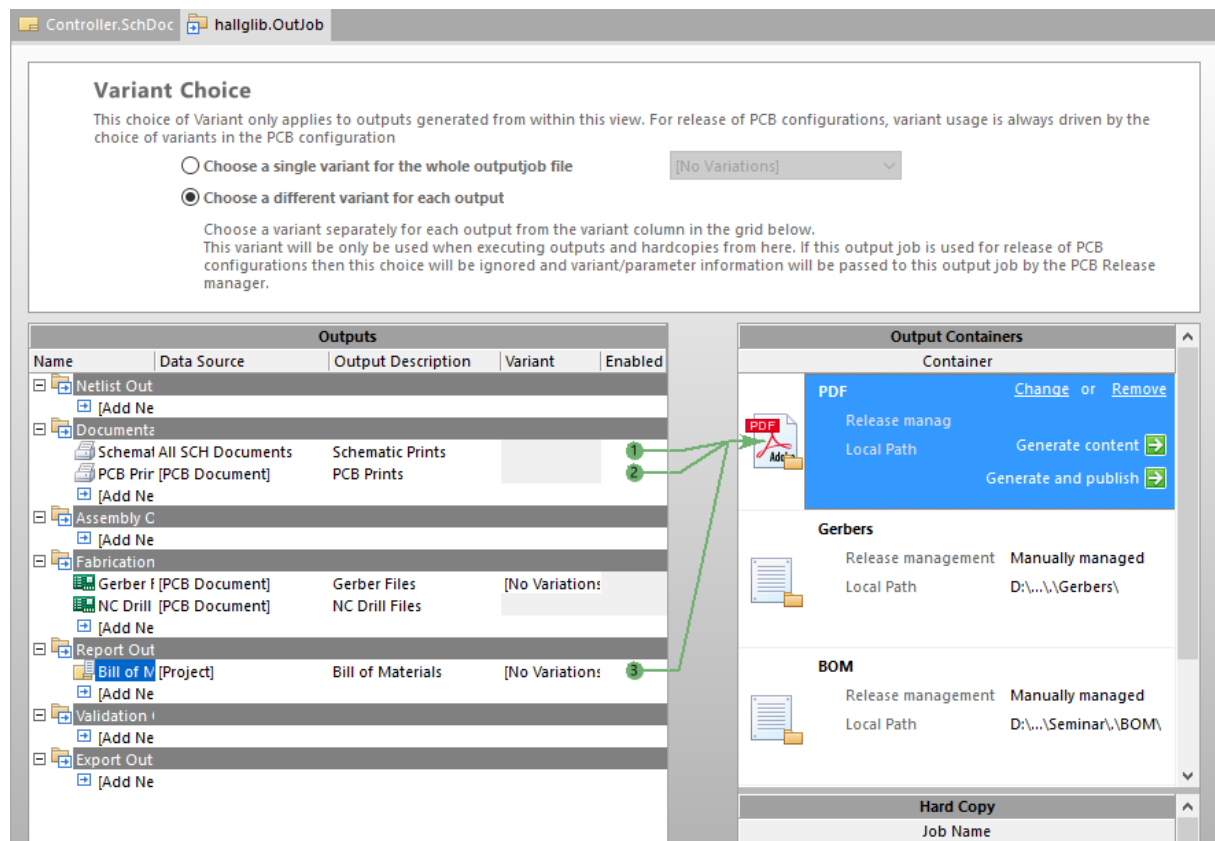 Controller.SchDoc hallglib.OutJob
Variant Choice
This choice of Variant only applies to outputs generated from within this view. For release of PCB configurations, variant usage is always driven by the
choice of variants in the PCB configuration
Choose a single variant for the whole outputjob file [No Variations]
Choose a different variant for each output
Choose a variant separately for each output from the variant column in the grid below.
This variant will be only be used when executing outputs and hardcopies from here. If this output job is used for release of PCB
configurations then this choice will be ignored and variant/parameter information will be passed to this output job by the PCB Release
manager.
Outputs
Name Data Source Output Description Variant Enabled
Netlist Out
[Add Ne
Documenta
Schemat All SCH Documents Schematic Prints 1
PCB Prir [PCB Document] PCB Prints 2
[Add Ne
Assembly O
[Add Ne
Fabrication
Gerber F [PCB Document] Gerber Files [No Variations
NC Drill [PCB Document] NC Drill Files
[Add Ne
Report Out
Bill of M [Project] Bill of Materials [No Variations 3
[Add Ne
Validation
[Add Ne
Export Out
[Add Ne
Output Containers
Container
PDF Change or Remove
PDF
Adobe
Release manag
Local Path Generate content
Generate and publish
Gerbers
Release management Manually managed
Local Path D:\...\.\Gerbers\
BOM
Release management Manually managed
Local Path D:\...\Seminar\.\BOM\
Hard Copy
Job Name